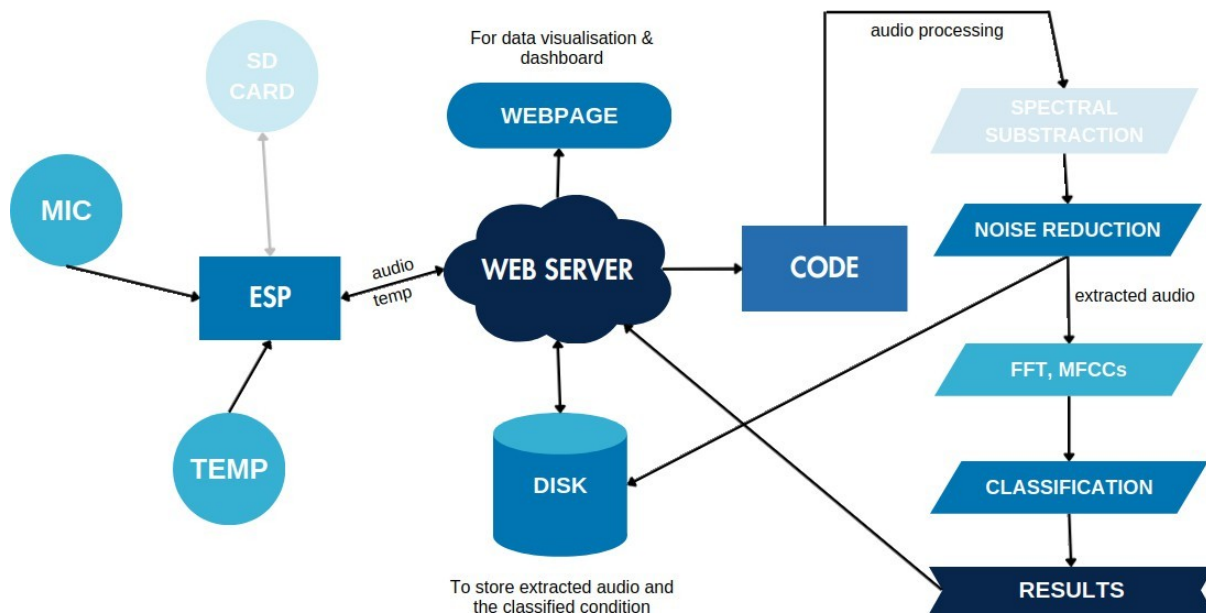 For data visualisation &
dashboard
audio processing
SD
CARD
WEBPAGE
SPECTRAL
SUBSTRACTION
MIC
NOISE REDUCTION
WEB SERVER
CODE
audio
temp
ESP
extracted audio
FFT, MFCCs
TEMP
DISK
CLASSIFICATION
To store extracted audio and
the classified condition
RESULTS